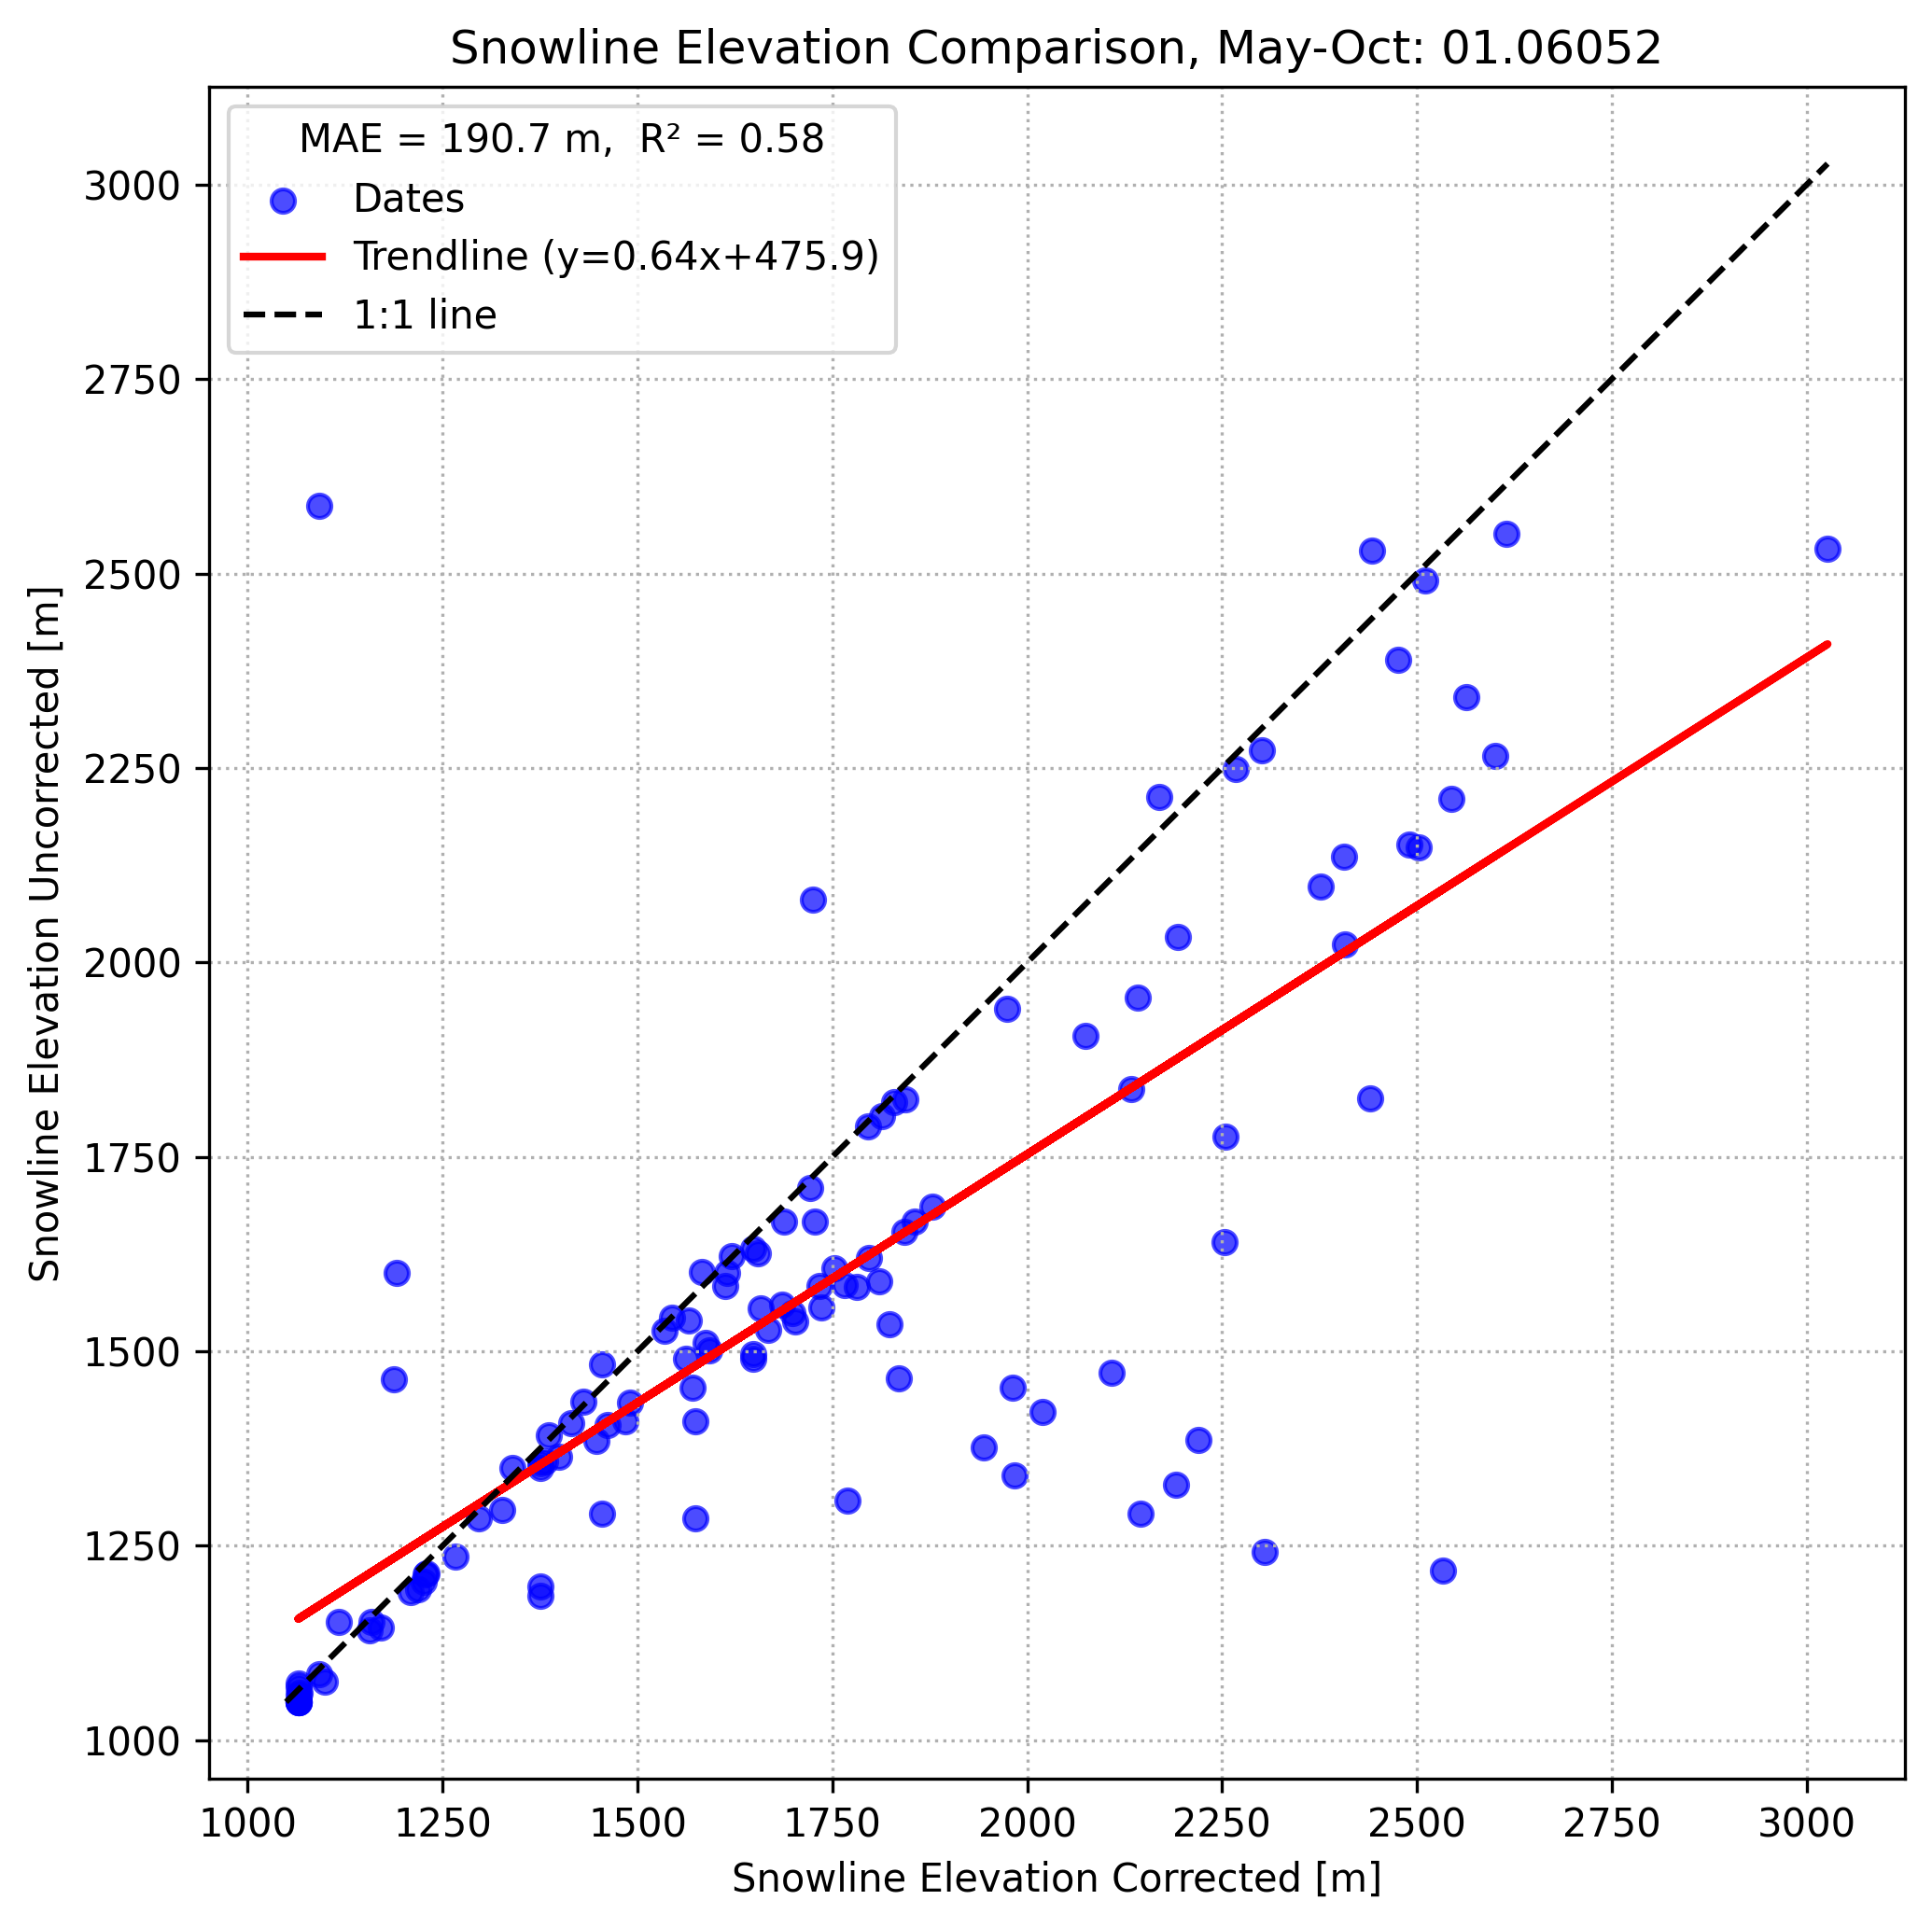 Snowline Elevation Comparison, May-Oct: 01.06052
MAE = 190.7 m,  R² = 0.58
Dates
Trendline (y=0.64x+475.9)
1:1 line
3000
2750
2500
2250
2000
1750
1500
1250
1000
Snowline Elevation Uncorrected [m]
1000 1250 1500 1750 2000 2250 2500 2750 3000
Snowline Elevation Corrected [m]